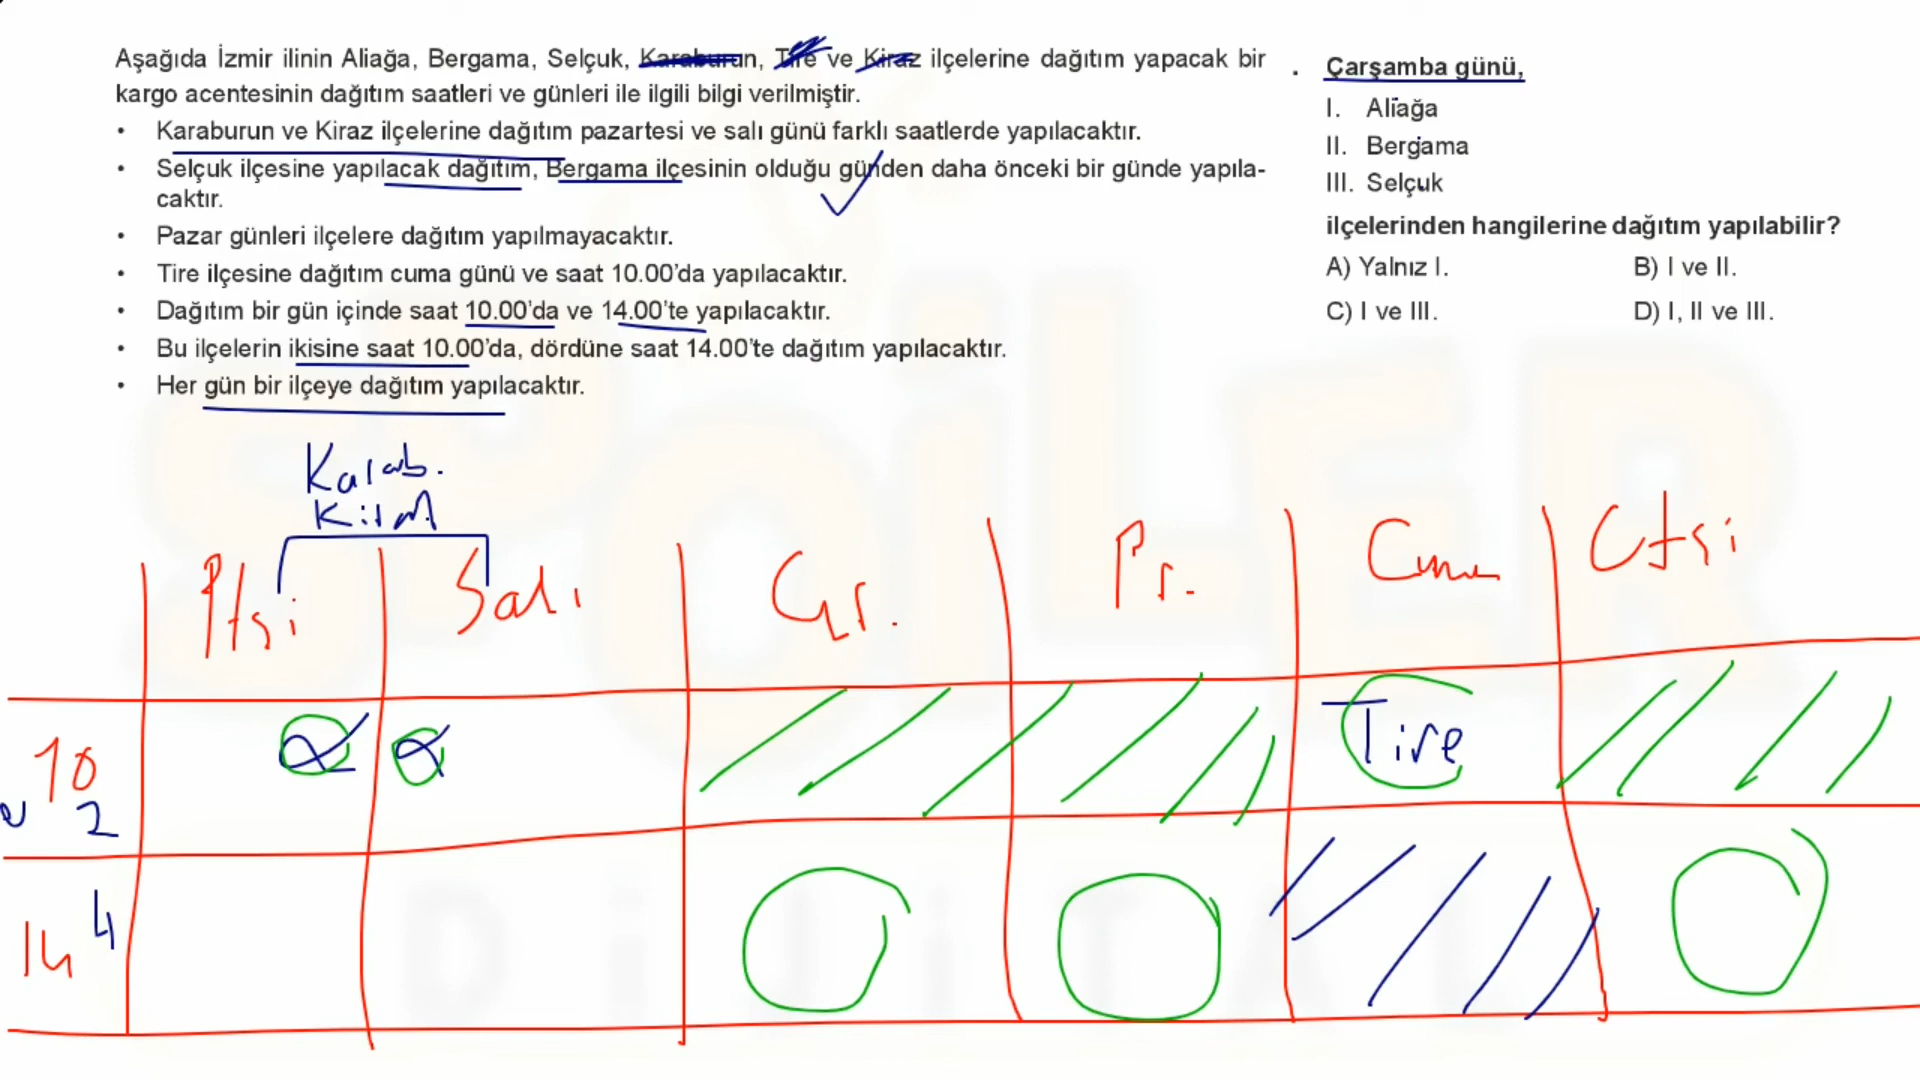 Aşağıda İzmir ilinin Aliağa, Bergama, Selçuk, Karaburun, Tire ve Kiraz ilçelerine dağıtım yapacak bir
kargo acentesinin dağıtım saatleri ve günleri ile ilgili bilgi verilmiştir.
• Karaburun ve Kiraz ilçelerine dağıtım pazartesi ve salı günü farklı saatlerde yapılacaktır.
• Selçuk ilçesine yapılacak dağıtım, Bergama ilçesinin olduğu günden daha önceki bir günde yapıla-
caktır.
• Pazar günleri ilçelere dağıtım yapılmayacaktır.
• Tire ilçesine dağıtım cuma günü ve saat 10.00'da yapılacaktır.
• Dağıtım bir gün içinde saat 10.00'da ve 14.00'te yapılacaktır.
• Bu ilçelerin ikisine saat 10.00'da, dördüne saat 14.00'te dağıtım yapılacaktır.
• Her gün bir ilçeye dağıtım yapılacaktır.
. Çarşamba günü,
I. Aliağa
II. Bergama
III. Selçuk
ilçelerinden hangilerine dağıtım yapılabilir?
A) Yalnız I.
B) I ve II.
C) I ve III.
D) I, II ve III.
Karab.
Kiraz
Ptsi Salı Çrş. Pr. Cuma Ctsi
10 Tire
2
14 4
SPOiLER
DiJiTAL